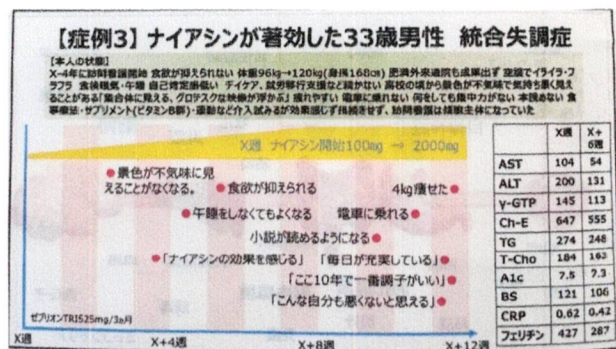 【症例3】ナイアシンが著効した33歳男性 統合失調症
【本人の状態】
X-4年に訪問看護開始 食欲が抑えられない 体重96kg→120kg(身長168cm) 肥満外来通院も成果出ず 空腹でイライラ・フ
ラフラ 食後眠気・午睡 自己肯定感低い デイケア、就労移行支援など続かない 高校の頃から景色が不気味で気持ち悪く見え
ることがある「集合体に見える、グロテスクな映像が浮かぶ」疲れやすい 電車に乗れない 何をしても集中力がない 本読めない 食
事療法・サプリメント(ビタミンB群)・運動など介入試みるが効果感じず持続せず、訪問看護は傾聴主体になっていた
X週 ナイアシン開始100mg → 2000mg
景色が不気味に見
えることがなくなる。
食欲が抑えられる
4kg痩せた
午睡をしなくてもよくなる
電車に乗れる
小説が読めるようになる
「ナイアシンの効果を感じる」
「毎日が充実している」
「ここ10年で一番調子がいい」
「こんな自分も悪くないと思える」
ゼプリオンTRI525mg/3か月
X週
X+4週
X+8週
X+12週
X週 X+6週
AST 104 54
ALT 200 131
γ-GTP 145 113
Ch-E 647 555
TG 274 248
T-Cho 184 163
A1c 7.5 7.3
BS 121 106
CRP 0.62 0.42
フェリチン 427 287